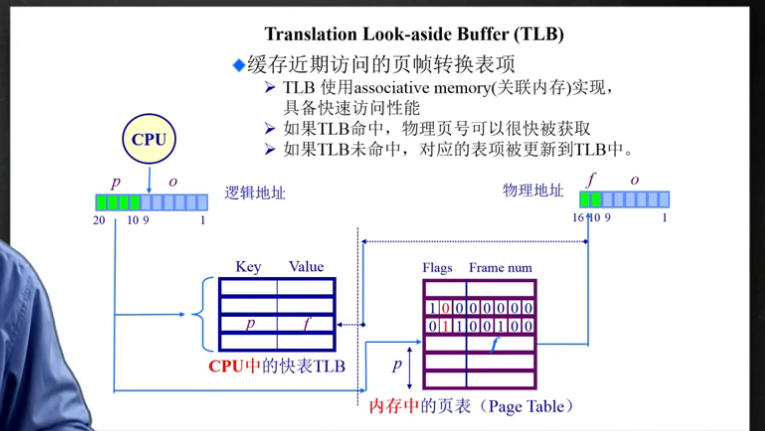 Translation Look-aside Buffer (TLB)
缓存近期访问的页帧转换表项
TLB 使用associative memory(关联内存)实现，
具备快速访问性能
如果TLB命中，物理页号可以很快被获取
如果TLB未命中，对应的表项被更新到TLB中。
CPU
p o
逻辑地址
20 10 9 1
f o
物理地址
16 10 9 1
Key Value
p f
CPU中的快表TLB
Flags Frame num
1 0 0 0 0 0 0 0
0 1 1 0 0 1 0 0
f
p
内存中的页表（Page Table）